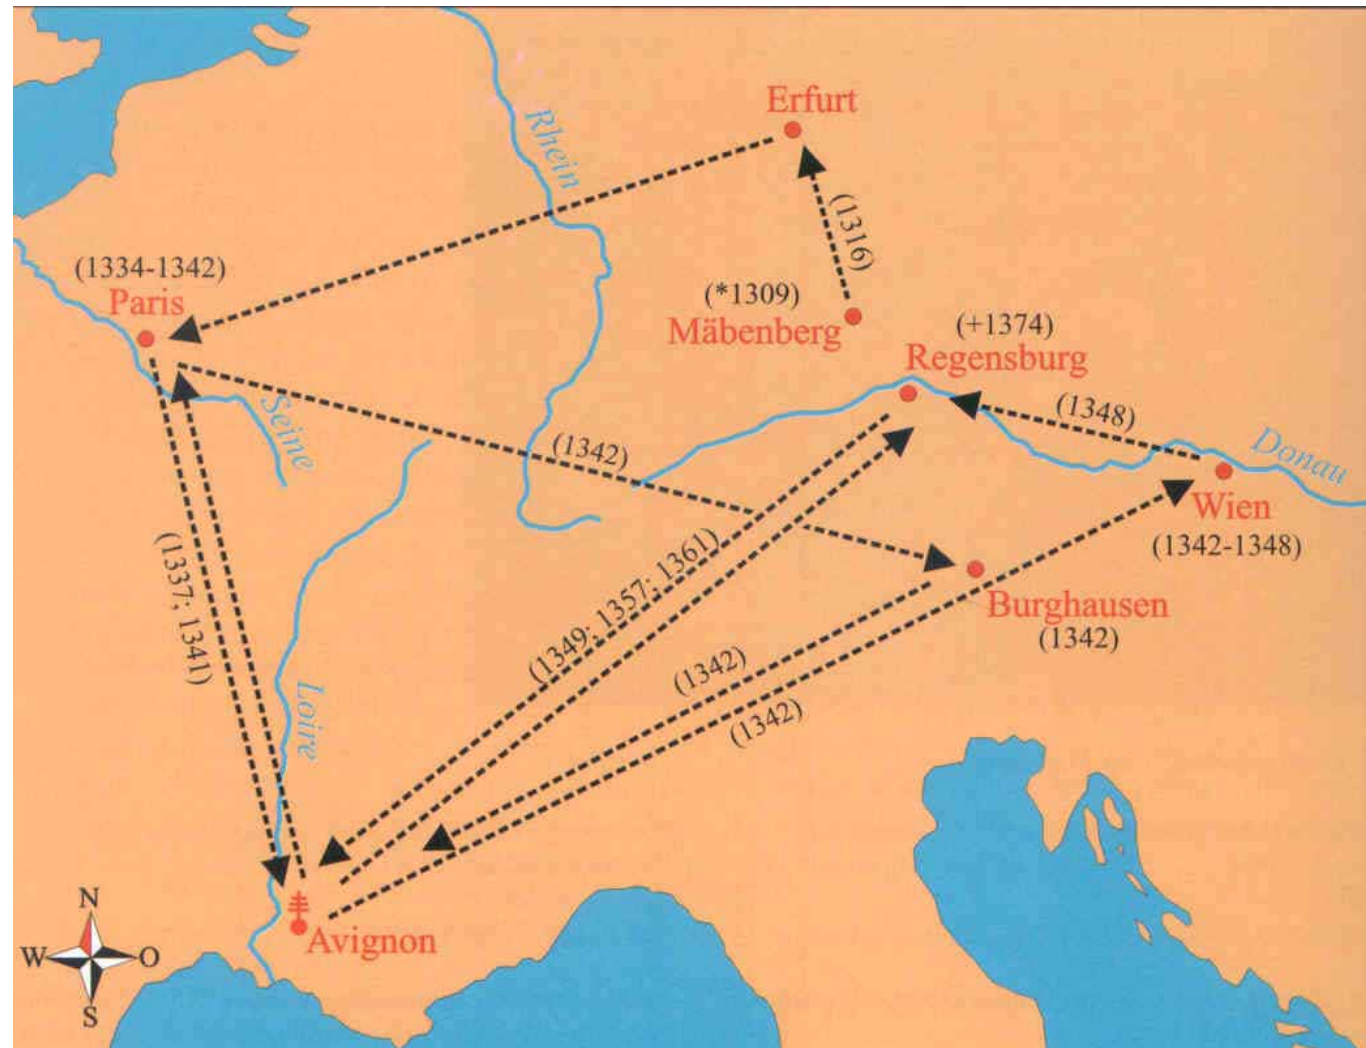 Erfurt
Rhein
(1316)
(1334-1342)
Paris
(*1309)
Mäbenberg
(+1374)
Regensburg
Seine
(1348)
Donau
(1342)
Wien
(1342-1348)
(1337; 1341)
(1349; 1357; 1361)
Burghausen
(1342)
(1342)
(1342)
Loire
N
W
O
S
Avignon